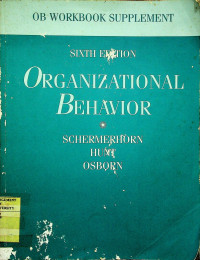 OB WORKBOOK SUPPLEMENT
SIXTH EDITION
ORGANIZATIONAL
BEHAVIOR
SCHERMERHORN
HUNT
OSBORN